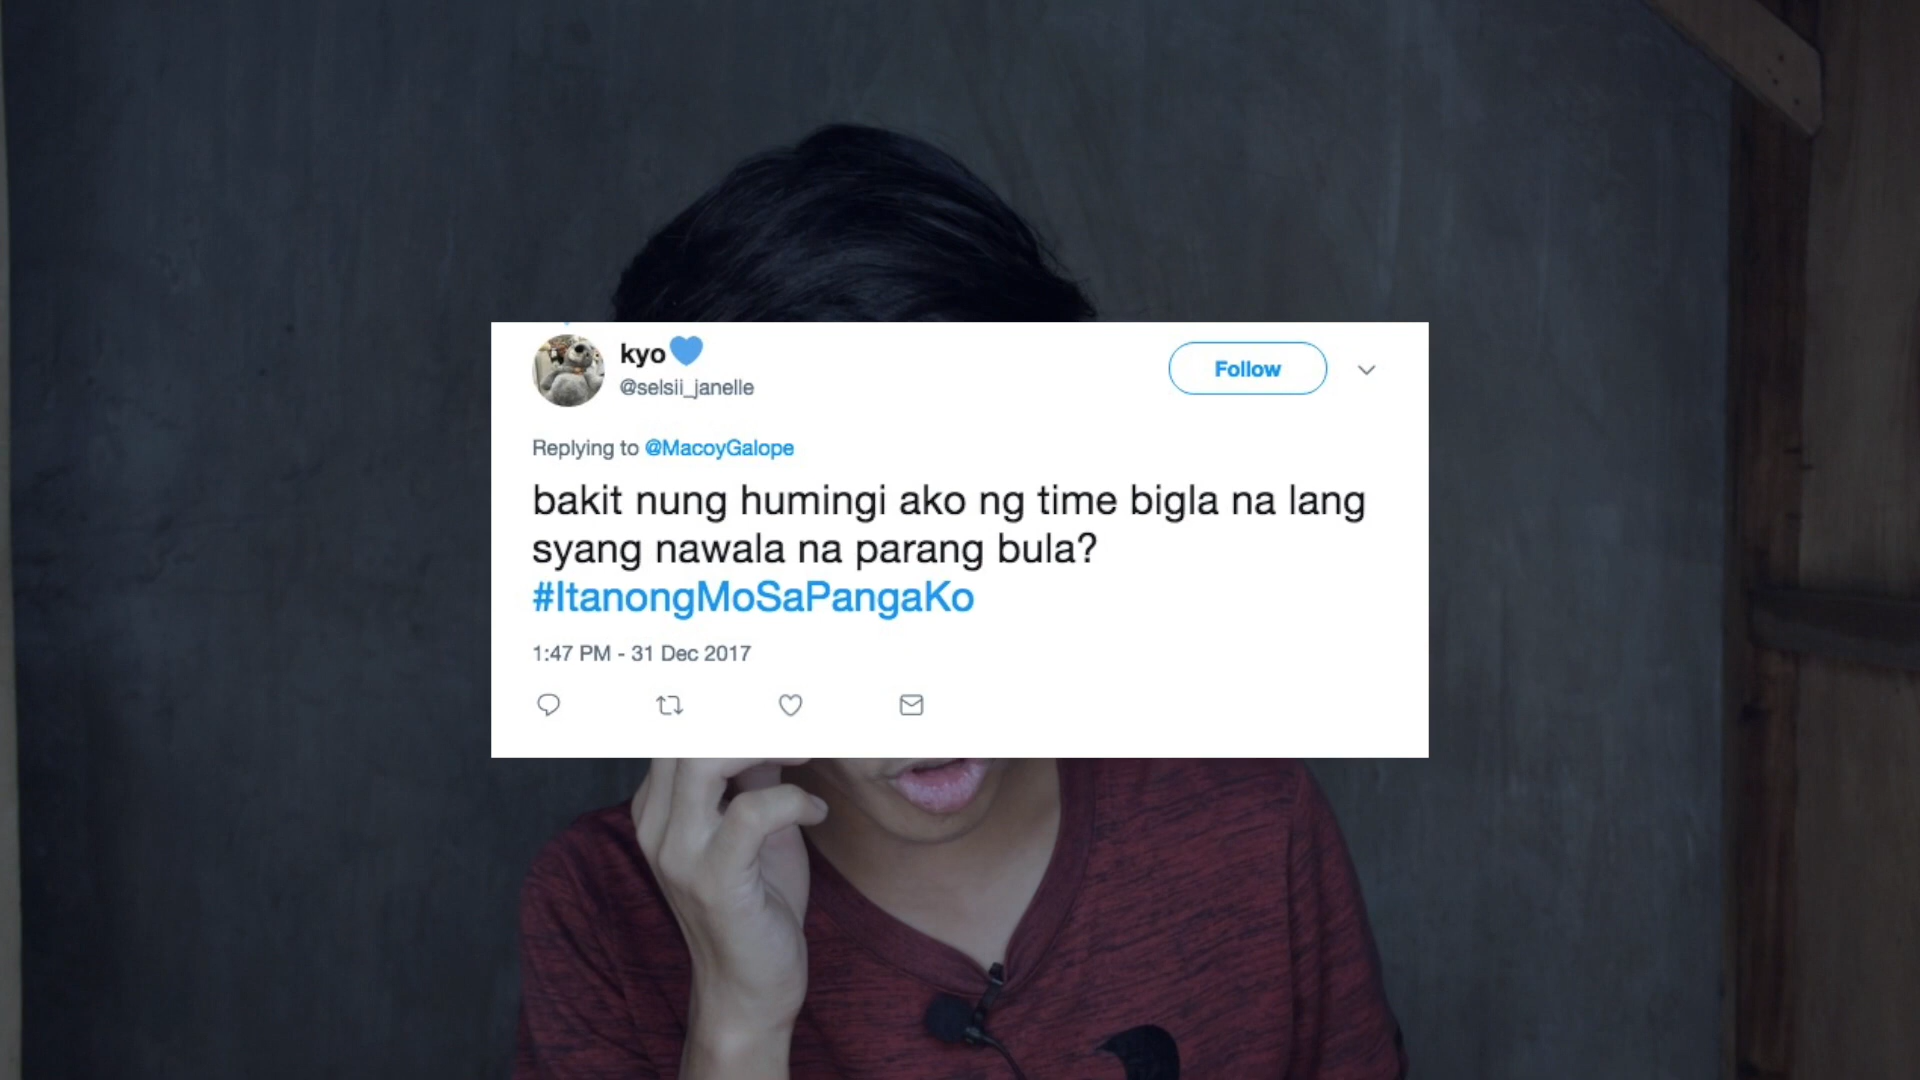 kyo💙
@selsii_janelle
Follow
Replying to @MacoyGalope
bakit nung humingi ako ng time bigla na lang
syang nawala na parang bula?
#ItanongMoSaPangaKo
1:47 PM - 31 Dec 2017